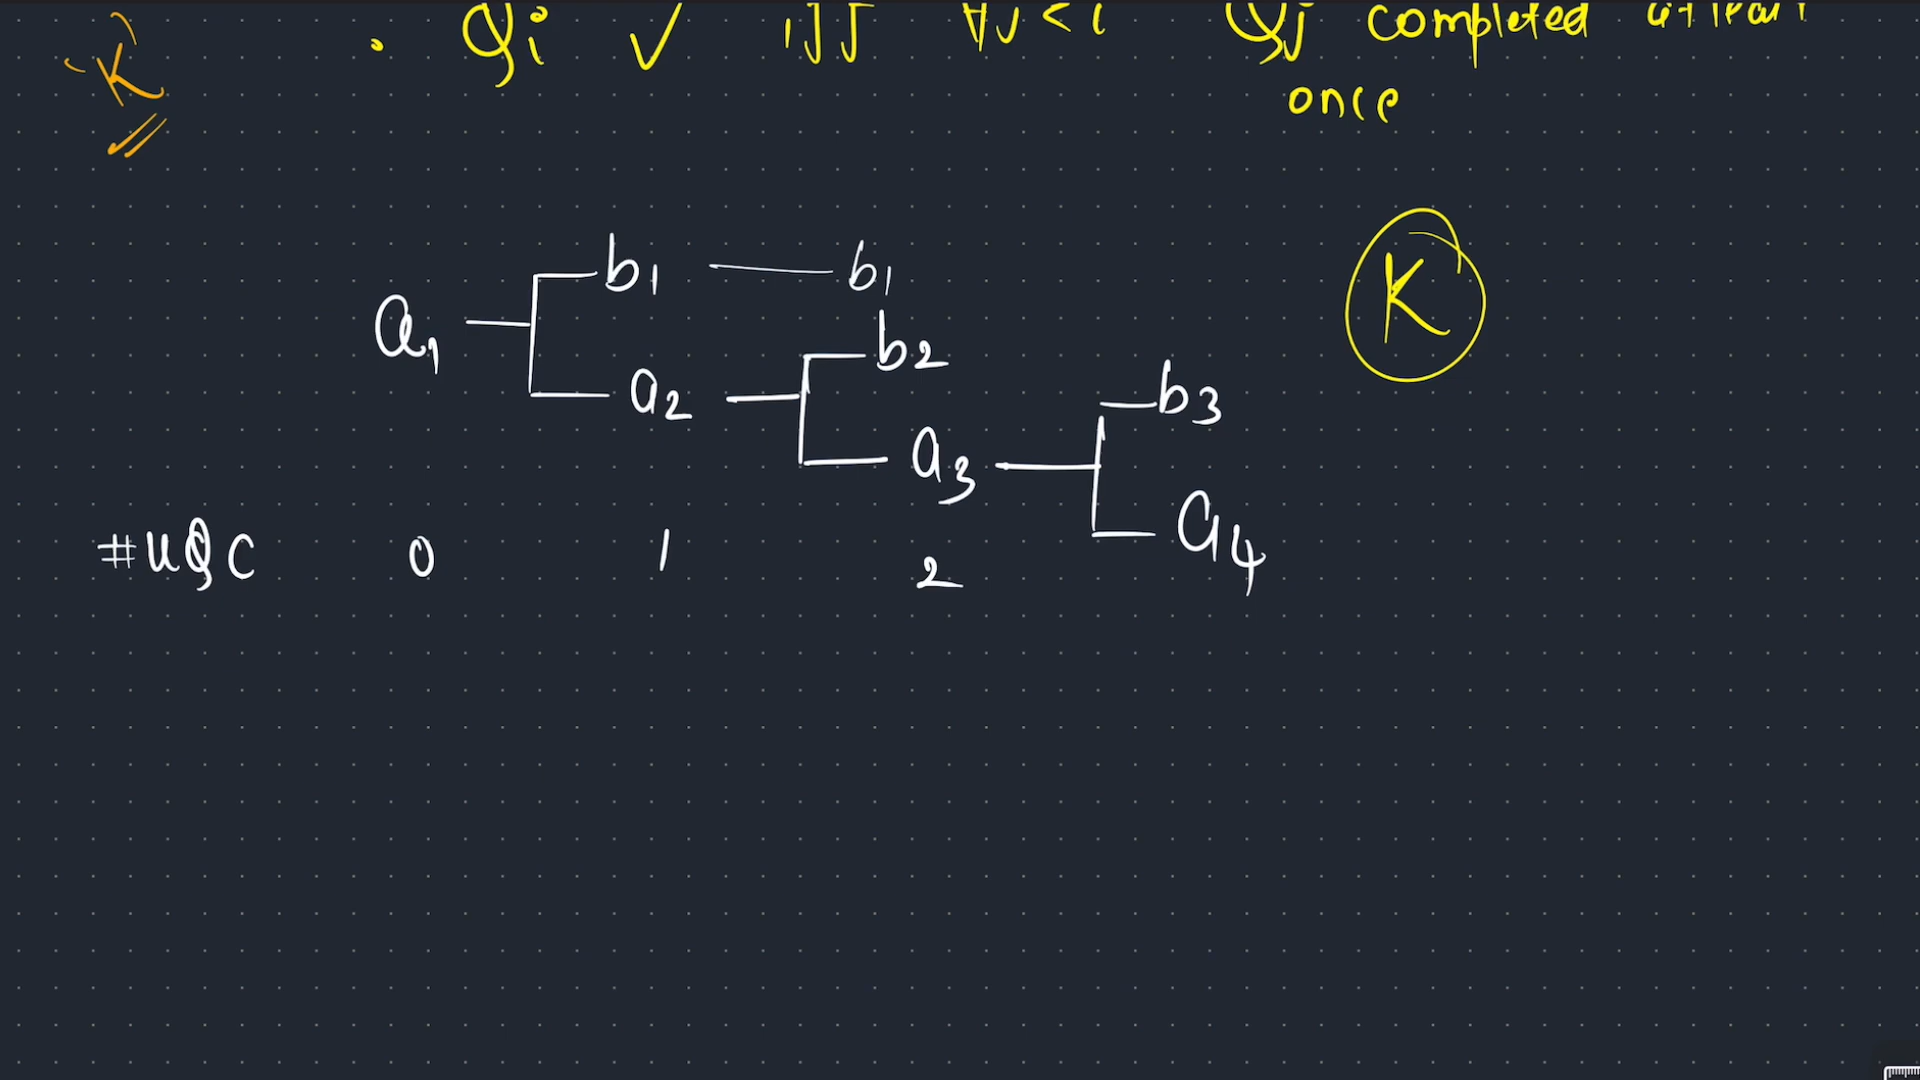 • Qi ✓ iff ∀j < i Qj completed atleast
once
K
K
b1 — b1
a1
b2
a2
b3
a3
a4
#UQC 0 1 2